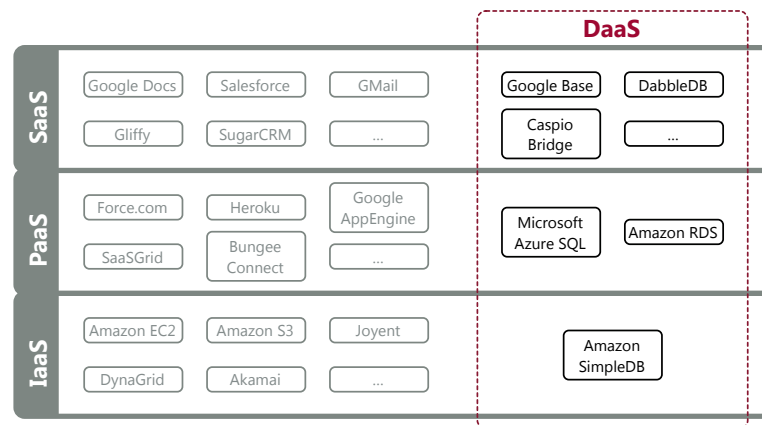 DaaS
SaaS
Google Docs
Salesforce
GMail
Google Base
DabbleDB
Gliffy
SugarCRM
...
Caspio
Bridge
...
PaaS
Force.com
Heroku
Google
AppEngine
Microsoft
Azure SQL
Amazon RDS
SaaSGrid
Bungee
Connect
...
IaaS
Amazon EC2
Amazon S3
Joyent
Amazon
SimpleDB
DynaGrid
Akamai
...